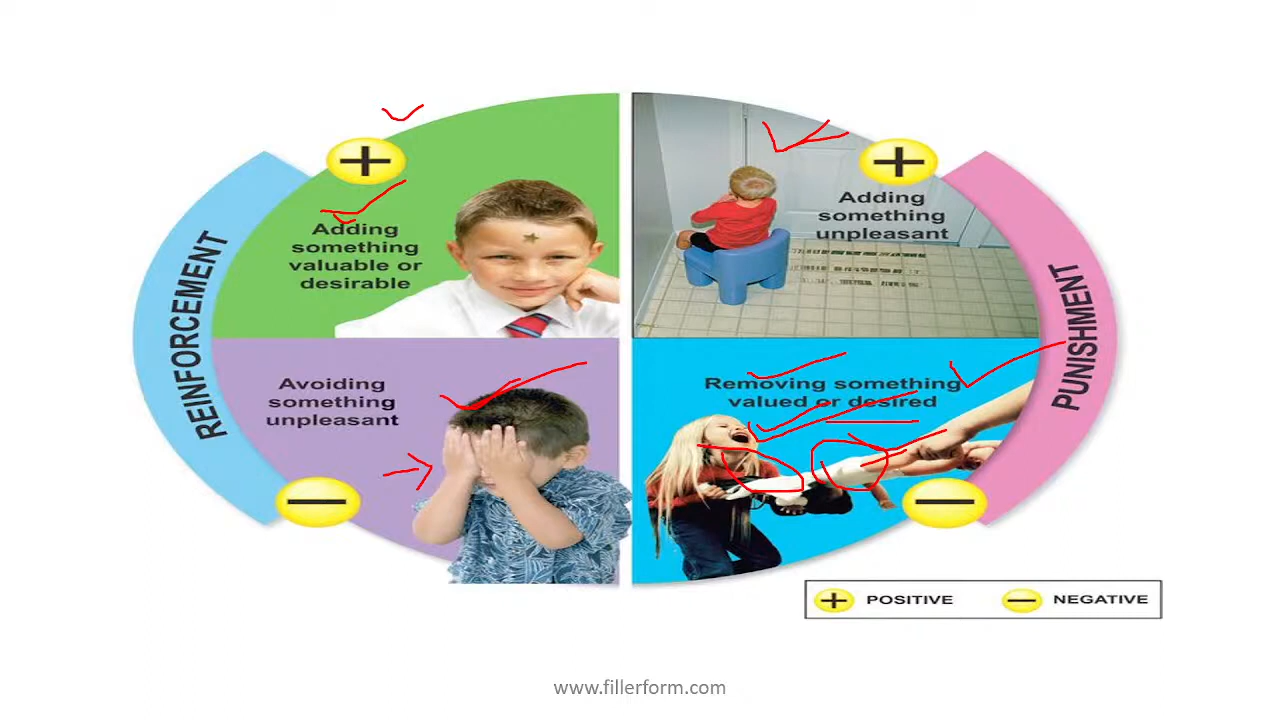 REINFORCEMENT
+
Adding
something
valuable or
desirable
+
Adding
something
unpleasant
PUNISHMENT
Avoiding
something
unpleasant
−
Removing something
valued or desired
−
+ POSITIVE − NEGATIVE
www.fillerform.com